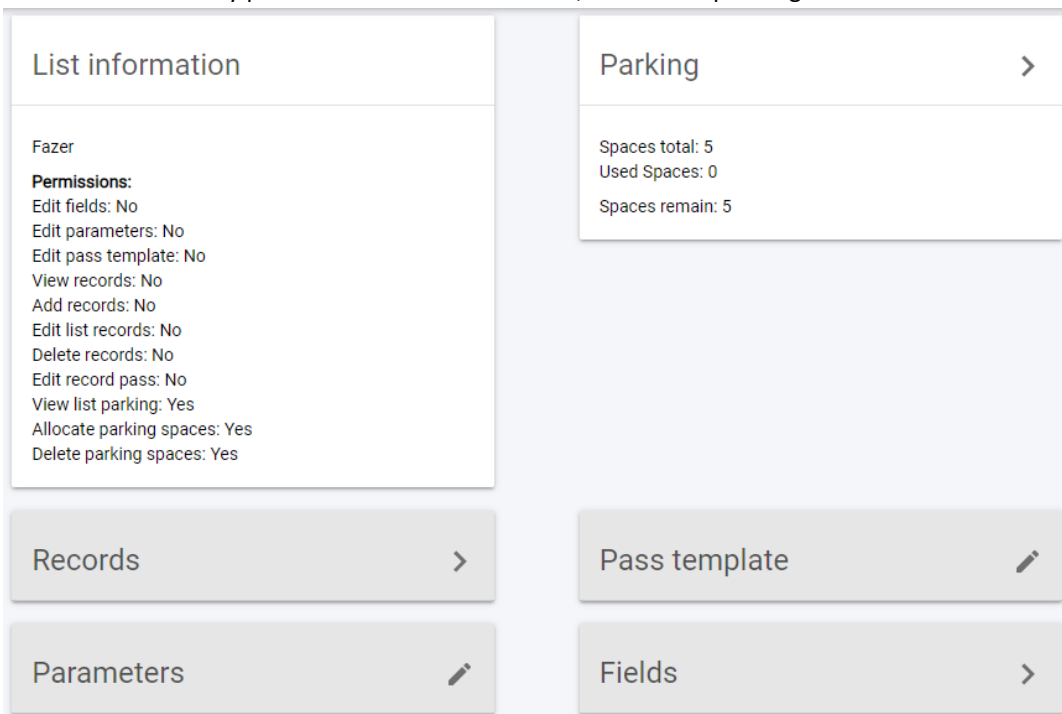 List information
Fazer
Permissions:
Edit fields: No
Edit parameters: No
Edit pass template: No
View records: No
Add records: No
Edit list records: No
Delete records: No
Edit record pass: No
View list parking: Yes
Allocate parking spaces: Yes
Delete parking spaces: Yes
Parking
Spaces total: 5
Used Spaces: 0
Spaces remain: 5
Records
Pass template
Parameters
Fields